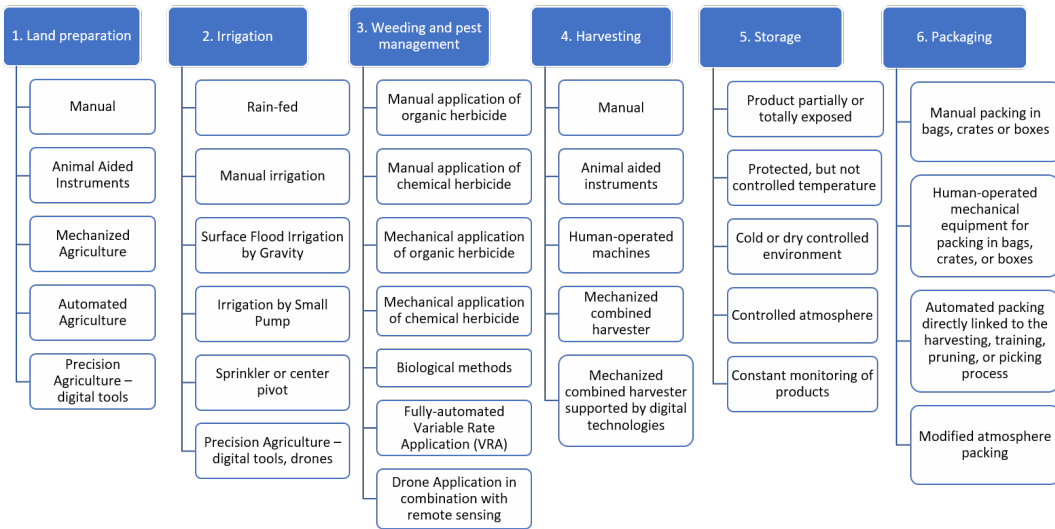 1. Land preparation
Manual
Animal Aided
Instruments
Mechanized
Agriculture
Automated
Agriculture
Precision
Agriculture –
digital tools
2. Irrigation
Rain-fed
Manual irrigation
Surface Flood Irrigation
by Gravity
Irrigation by Small
Pump
Sprinkler or center
pivot
Precision Agriculture –
digital tools, drones
3. Weeding and pest
management
Manual application of
organic herbicide
Manual application of
chemical herbicide
Mechanical application
of organic herbicide
Mechanical application
of chemical herbicide
Biological methods
Fully-automated
Variable Rate
Application (VRA)
Drone Application in
combination with
remote sensing
4. Harvesting
Manual
Animal aided
instruments
Human-operated
machines
Mechanized
combined
harvester
Mechanized
combined harvester
supported by digital
technologies
5. Storage
Product partially or
totally exposed
Protected, but not
controlled temperature
Cold or dry controlled
environment
Controlled atmosphere
Constant monitoring of
products
6. Packaging
Manual packing in
bags, crates or boxes
Human-operated
mechanical
equipment for
packing in bags,
crates, or boxes
Automated packing
directly linked to the
harvesting, training,
pruning, or picking
process
Modified atmosphere
packing